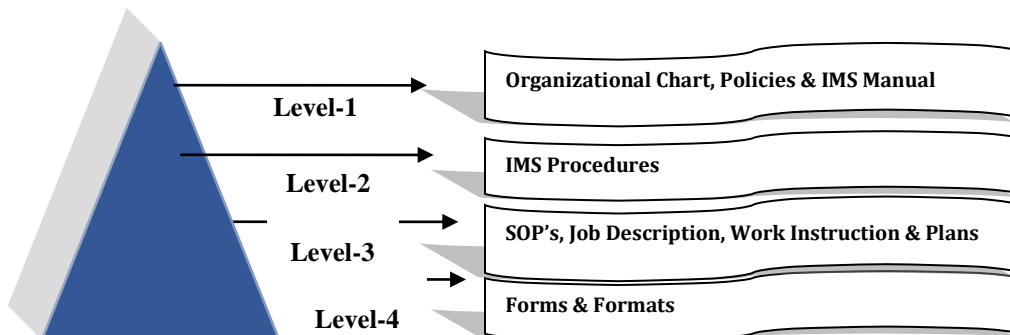 Organizational Chart, Policies & IMS Manual
Level-1
IMS Procedures
Level-2
SOP's, Job Description, Work Instruction & Plans
Level-3
Forms & Formats
Level-4